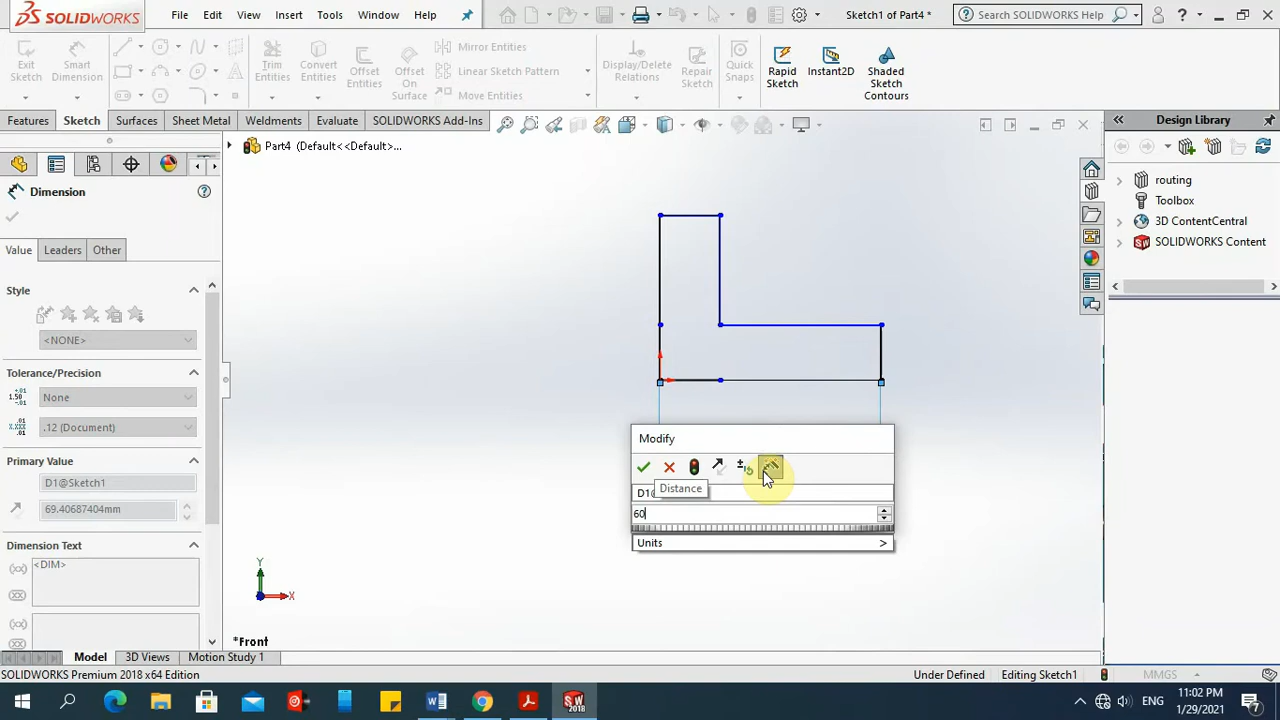 SOLIDWORKS File Edit View Insert Tools Window Help Sketch1 of Part4 * Search SOLIDWORKS Help ?
Exit Sketch
Smart Dimension
Trim Entities
Convert Entities
Offset Entities
Offset On Surface
Mirror Entities
Linear Sketch Pattern
Move Entities
Display/Delete Relations
Repair Sketch
Quick Snaps
Rapid Sketch
Instant2D
Shaded Sketch Contours
Features Sketch Surfaces Sheet Metal Weldments Evaluate SOLIDWORKS Add-Ins
Design Library
Part4 (Default<<Default>...
Dimension
Value Leaders Other
Style
<NONE>
Tolerance/Precision
None
.12 (Document)
Primary Value
D1@Sketch1
69.40687404mm
Dimension Text
<DIM>
routing
Toolbox
3D ContentCentral
SOLIDWORKS Content
Modify
D1@
Distance
60
Units >
Y
X
*Front
Model 3D Views Motion Study 1
SOLIDWORKS Premium 2018 x64 Edition Under Defined Editing Sketch1 MMGS
ENG
11:02 PM
1/29/2021
7